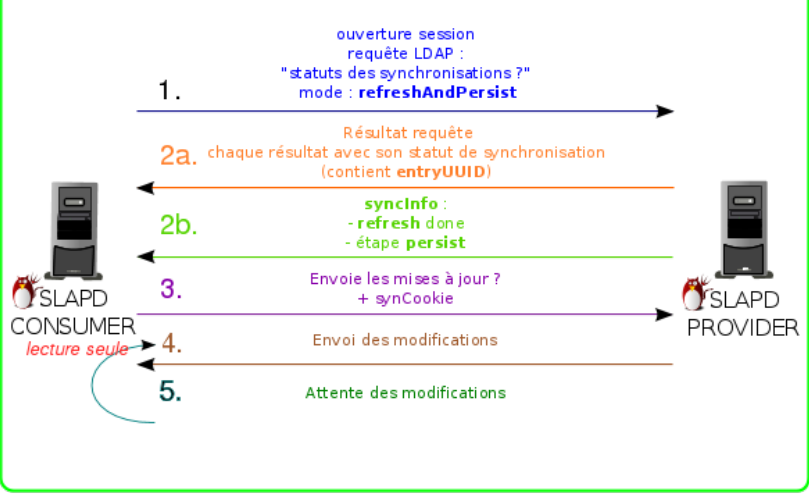 ouverture session
requête LDAP :
"statuts des synchronisations ?"
1.
mode : refreshAndPersist
Résultat requête
2a. chaque résultat avec son statut de synchronisation
(contient entryUUID)
syncInfo :
2b.
- refresh done
- étape persist
3.
Envoie les mises à jour ?
+ synCookie
SLAPD
CONSUMER
lecture seule
SLAPD
PROVIDER
4.
Envoi des modifications
5.
Attente des modifications